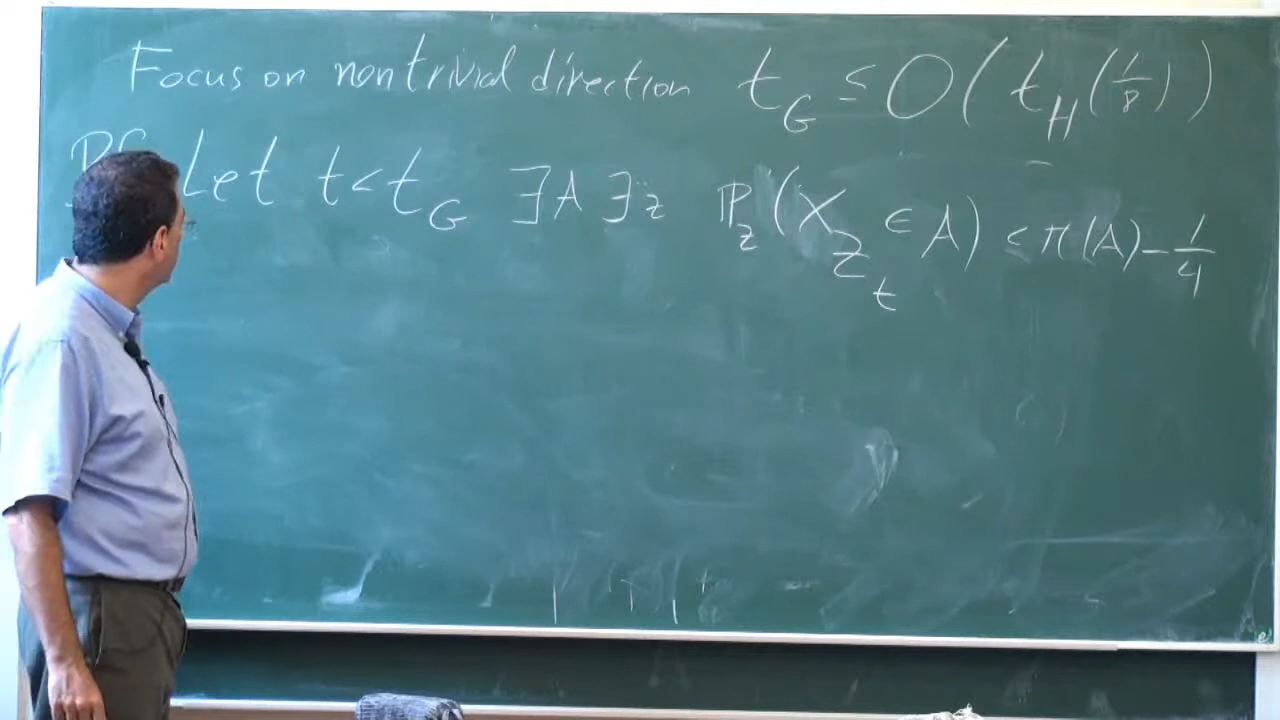 Focus on nontrivial direction t_G ≤ O(t_H(1/8))
Let t < t_G ∃A ∃z ℙ_z(X_{Z_t} ∈ A) < π(A) - 1/4